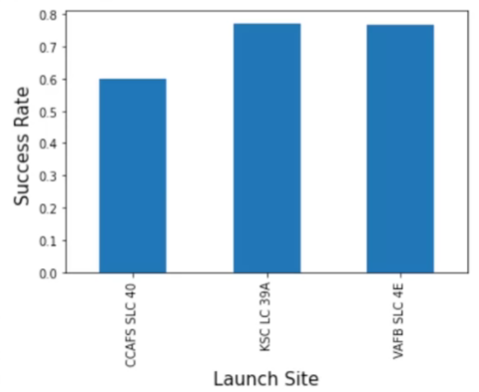 0.8
0.7
0.6
0.5
0.4
0.3
0.2
0.1
0.0
Success Rate
CCAFS SLC 40
KSC LC 39A
VAFB SLC 4E
Launch Site